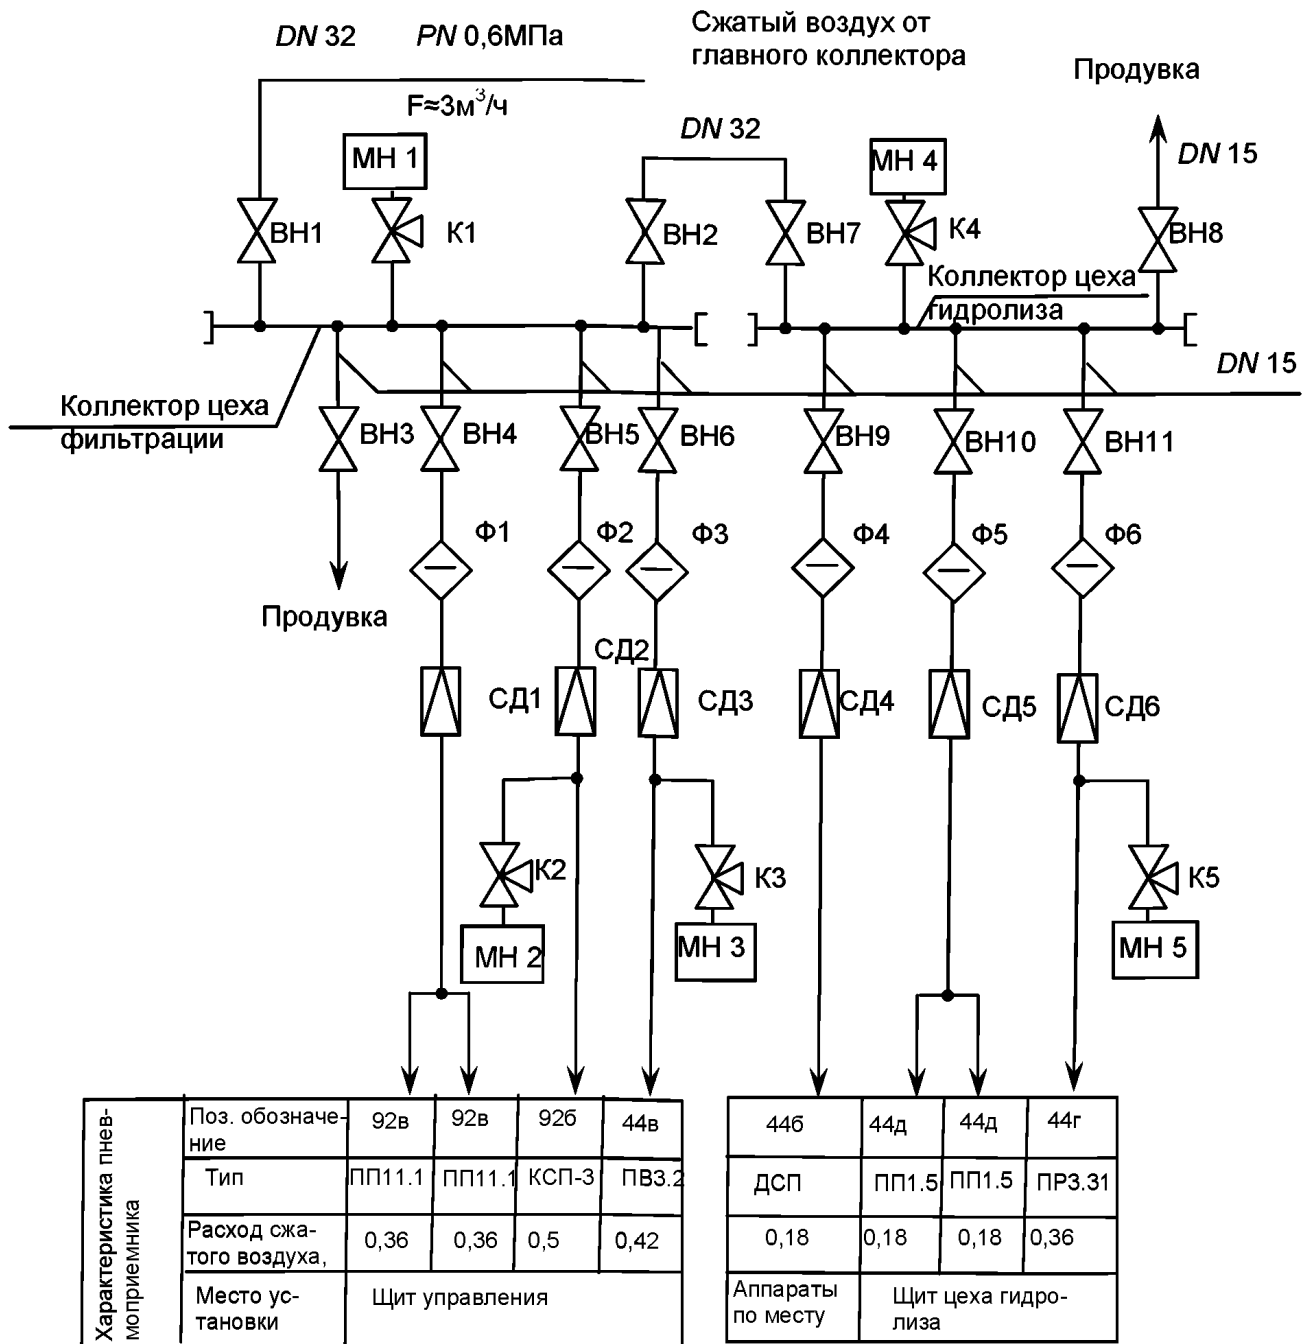 DN 32 PN 0,6МПа
Сжатый воздух от
главного коллектора
Продувка
F≈3м³/ч
DN 32
DN 15
МН 1
МН 4
ВН1
К1
ВН2
ВН7
К4
ВН8
Коллектор цеха
гидролиза
DN 15
Коллектор цеха
фильтрации
ВН3
ВН4
ВН5
ВН6
ВН9
ВН10
ВН11
Ф1
Ф2
Ф3
Ф4
Ф5
Ф6
Продувка
СД1
СД2
СД3
СД4
СД5
СД6
К2
К3
К5
МН 2
МН 3
МН 5
Характеристика пнев-
моприемника
Поз. обозначе-
ние
92в 92в 92б 44в 44б 44д 44д 44г
Тип ПП11.1 ПП11.1 КСП-3 ПВ3.2 ДСП ПП1.5 ПП1.5 ПР3.31
Расход сжа-
того воздуха,
0,36 0,36 0,5 0,42 0,18 0,18 0,18 0,36
Место ус-
тановки
Щит управления
Аппараты
по месту
Щит цеха гидро-
лиза